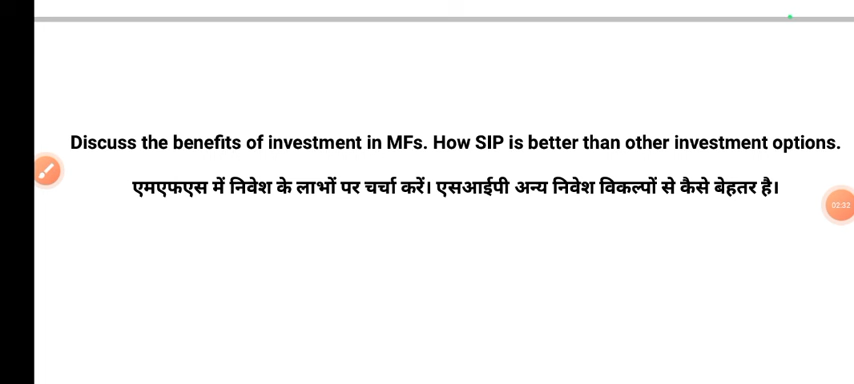 Discuss the benefits of investment in MFs. How SIP is better than other investment options.
एमएफएस में निवेश के लाभों पर चर्चा करें। एसआईपी अन्य निवेश विकल्पों से कैसे बेहतर है।
02:32